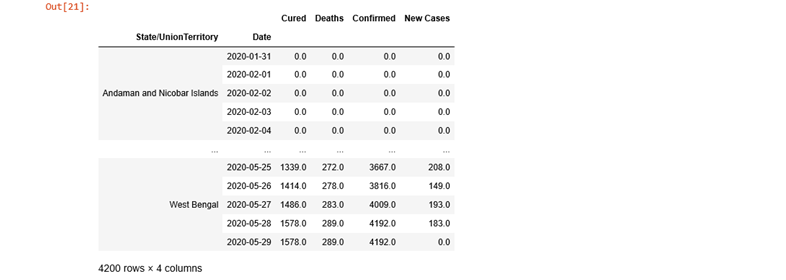 Out[21]:
Cured Deaths Confirmed New Cases
State/UnionTerritory Date
2020-01-31 0.0 0.0 0.0 0.0
2020-02-01 0.0 0.0 0.0 0.0
Andaman and Nicobar Islands 2020-02-02 0.0 0.0 0.0 0.0
2020-02-03 0.0 0.0 0.0 0.0
2020-02-04 0.0 0.0 0.0 0.0
... ... ... ... ... ...
2020-05-25 1339.0 272.0 3667.0 208.0
2020-05-26 1414.0 278.0 3816.0 149.0
West Bengal 2020-05-27 1486.0 283.0 4009.0 193.0
2020-05-28 1578.0 289.0 4192.0 183.0
2020-05-29 1578.0 289.0 4192.0 0.0
4200 rows × 4 columns